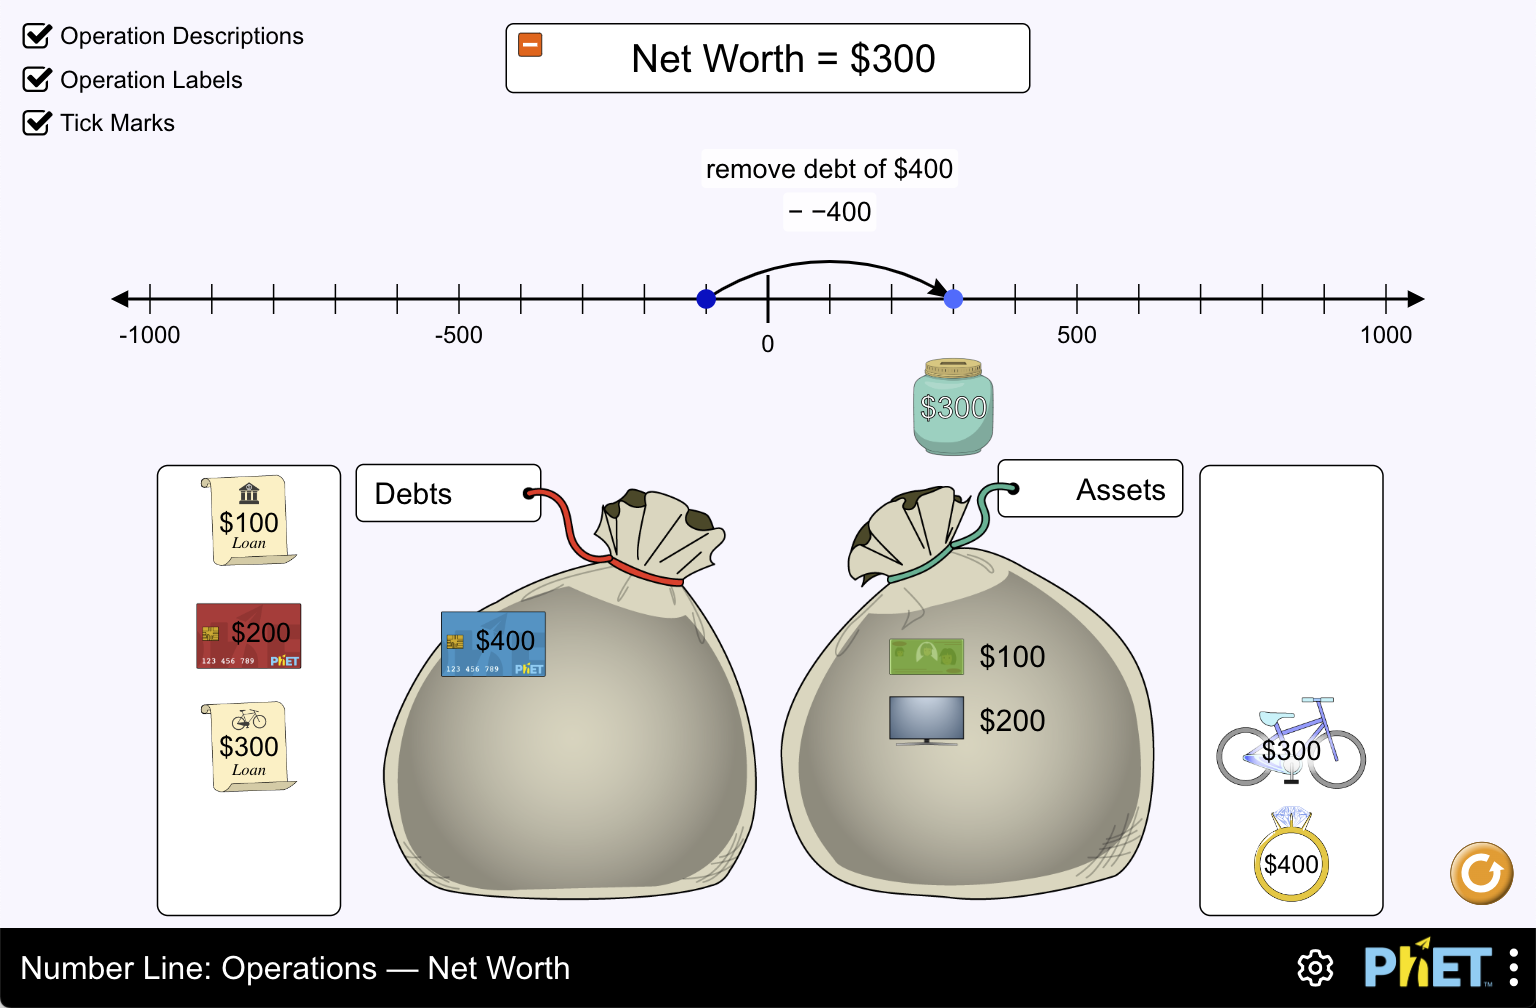 Operation Descriptions
Operation Labels
Tick Marks
Net Worth = $300
remove debt of $400
− −400
-1000
-500
0
500
1000
$300
Debts
Assets
$100
Loan
$200
123 456 789 PhET
$300
Loan
$400
123 456 789 PhET
$100
$200
$300
$400
Number Line: Operations — Net Worth
PhET™